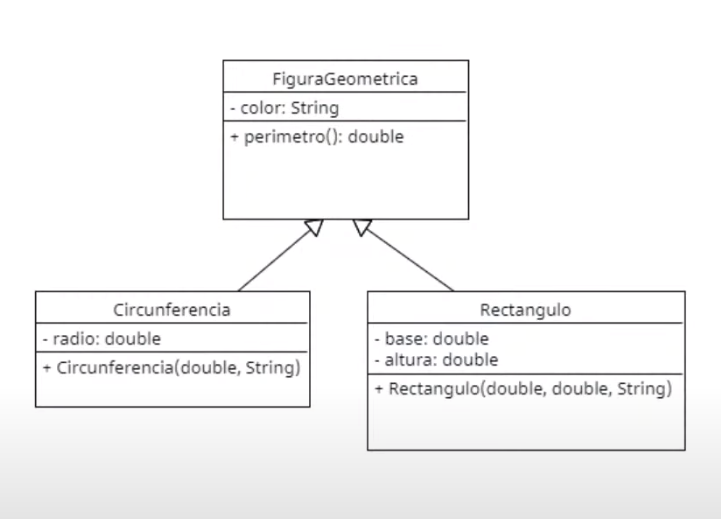 FiguraGeometrica
- color: String
+ perimetro(): double
Circunferencia
- radio: double
+ Circunferencia(double, String)
Rectangulo
- base: double
- altura: double
+ Rectangulo(double, double, String)